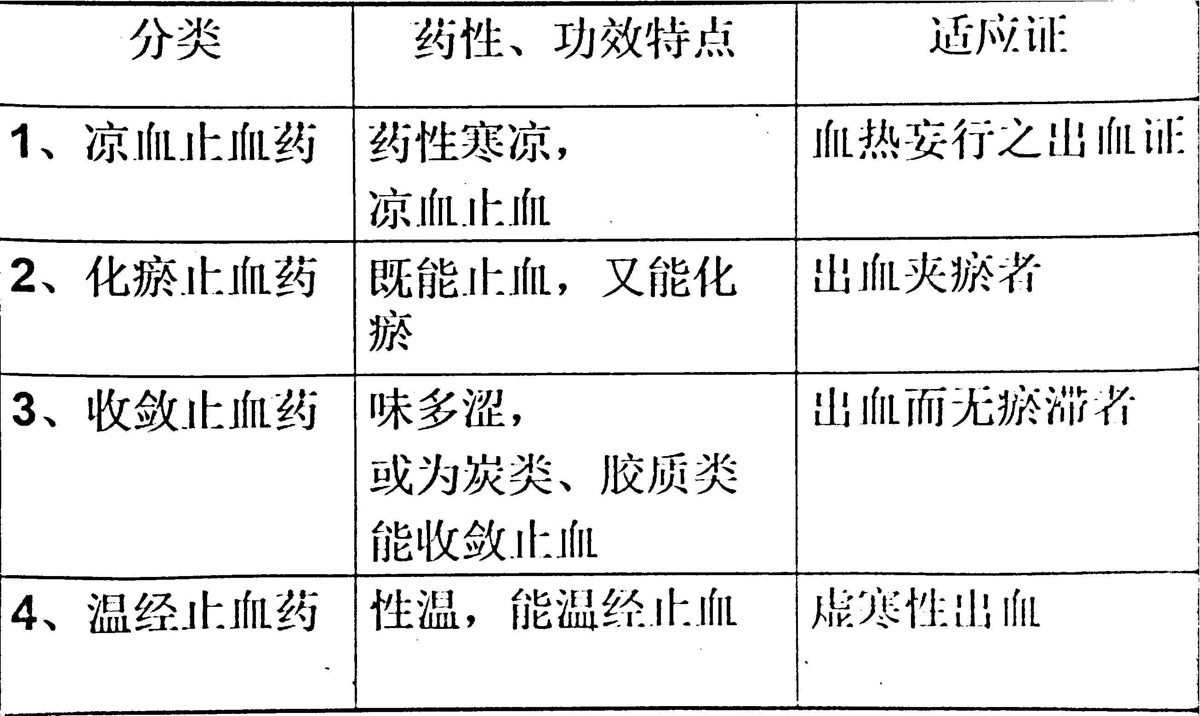 分类 药性、功效特点 适应证
1、凉血止血药 药性寒凉， 血热妄行之出血证
凉血止血
2、化瘀止血药 既能止血，又能化 出血夹瘀者
瘀
3、收敛止血药 味多涩， 出血而无瘀滞者
或为炭类、胶质类
能收敛止血
4、温经止血药 性温，能温经止血 虚寒性出血